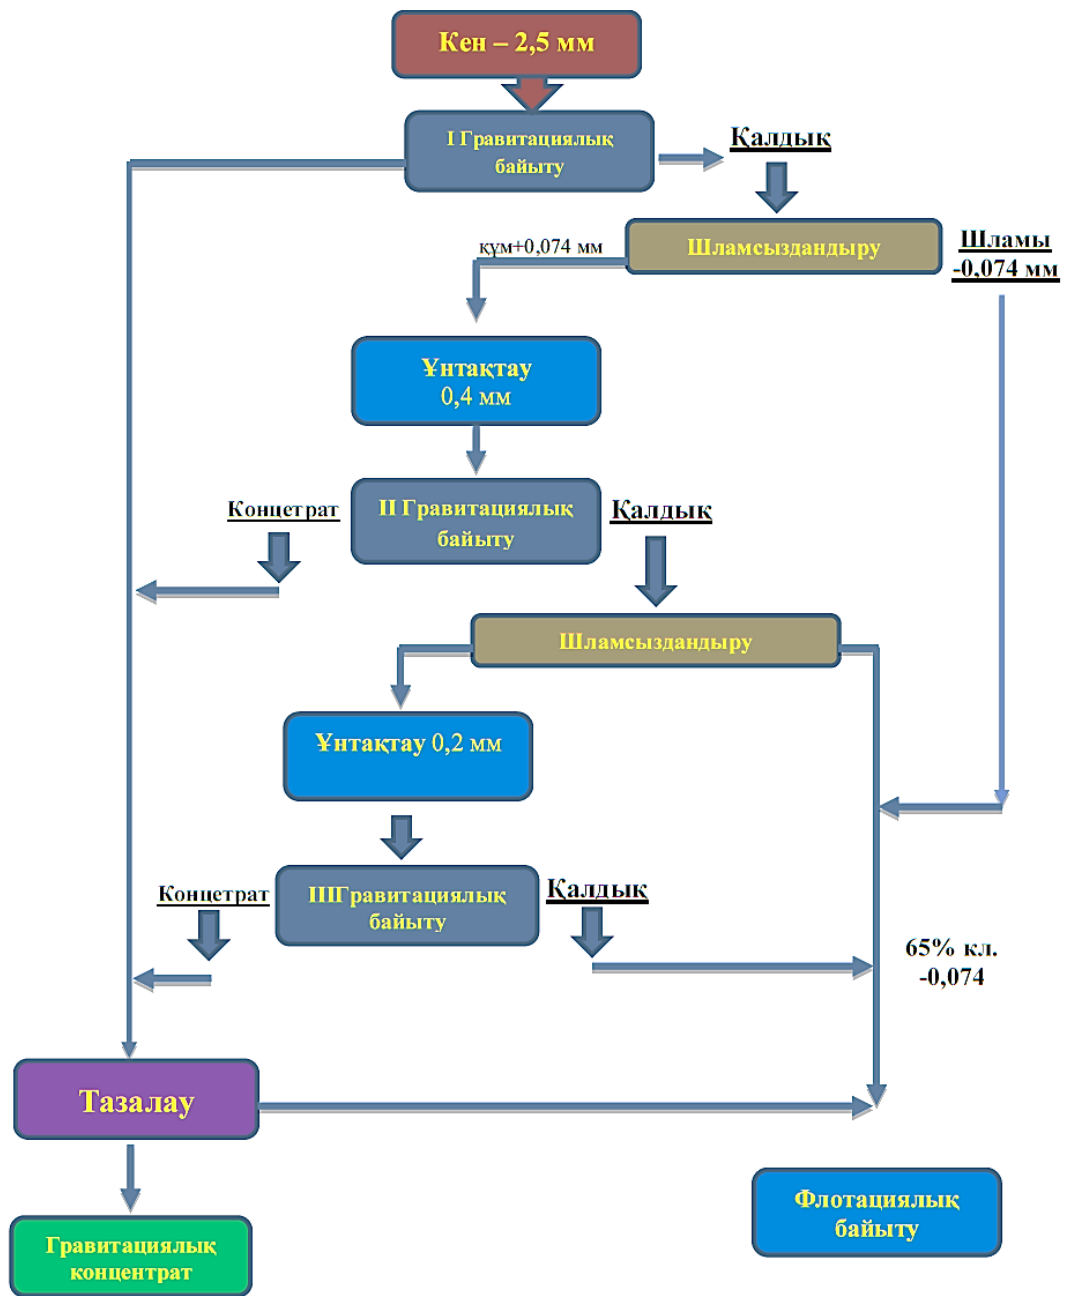 Кен – 2,5 мм
I Гравитациялық
байыту
Қалдық
құм+0,074 мм
Шламсыздандыру
Шламы
-0,074 мм
Ұнтақтау
0,4 мм
Концетрат
II Гравитациялық
байыту
Қалдық
Шламсыздандыру
Ұнтақтау 0,2 мм
Концетрат
IIIГравитациялық
байыту
Қалдық
65% кл.
-0,074
Тазалау
Флотациялық
байыту
Гравитациялық
концентрат